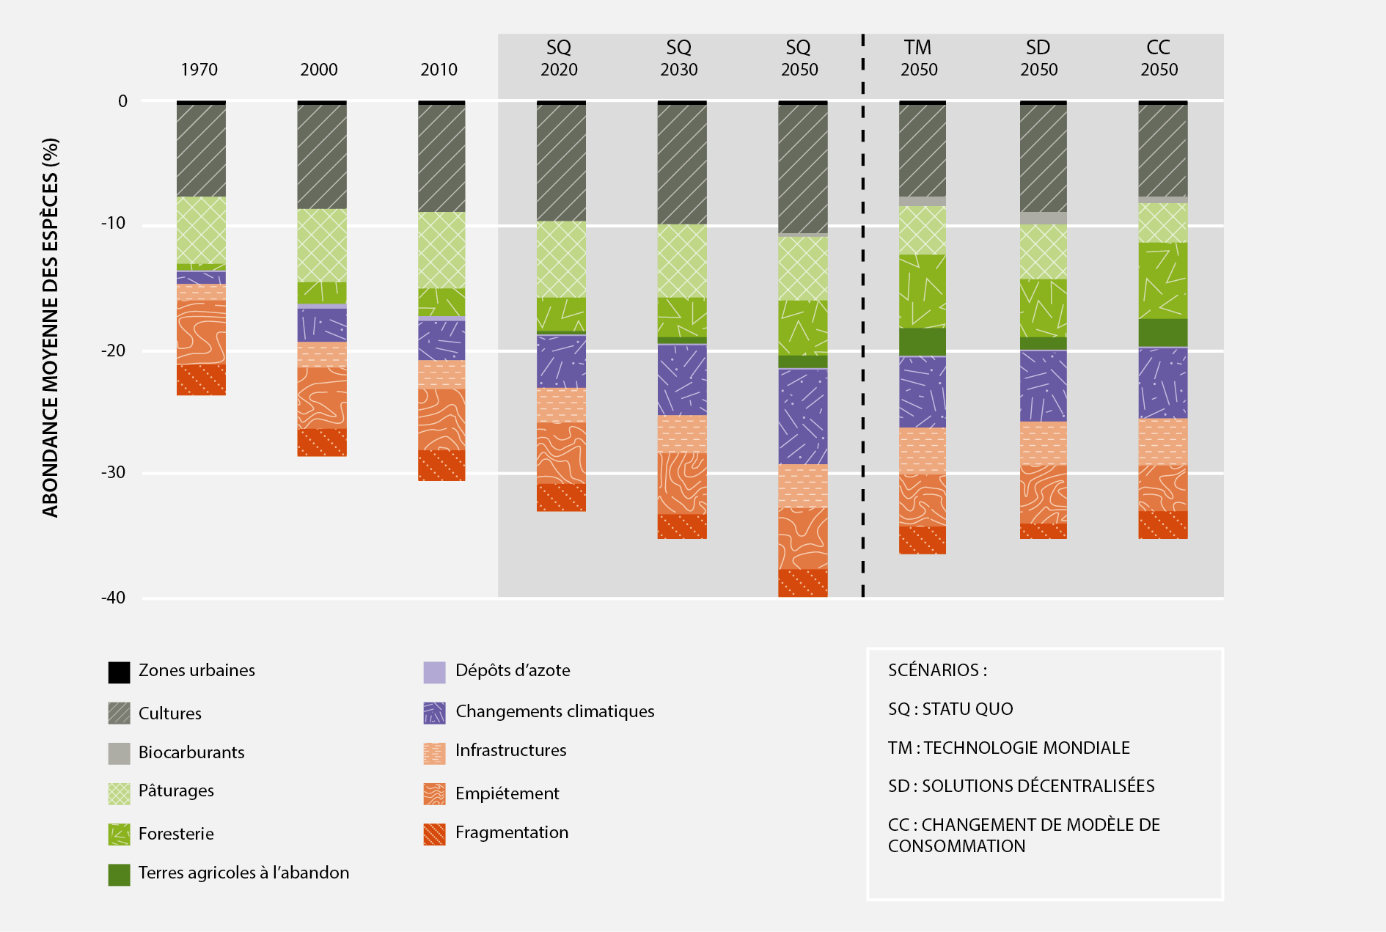 SQ SQ SQ TM SD CC
1970 2000 2010 2020 2030 2050 2050 2050 2050
ABONDANCE MOYENNE DES ESPÈCES (%)
0
-10
-20
-30
-40
Zones urbaines
Cultures
Biocarburants
Pâturages
Foresterie
Terres agricoles à l’abandon
Dépôts d’azote
Changements climatiques
Infrastructures
Empiétement
Fragmentation
SCÉNARIOS :
SQ : STATU QUO
TM : TECHNOLOGIE MONDIALE
SD : SOLUTIONS DÉCENTRALISÉES
CC : CHANGEMENT DE MODÈLE DE
CONSOMMATION